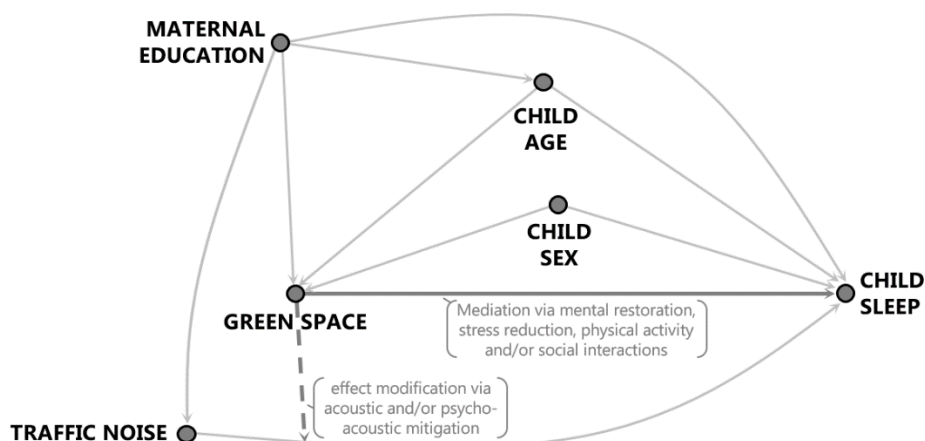 MATERNAL
EDUCATION
CHILD
AGE
CHILD
SEX
CHILD
SLEEP
GREEN SPACE
Mediation via mental restoration,
stress reduction, physical activity
and/or social interactions
effect modification via
acoustic and/or psycho-
acoustic mitigation
TRAFFIC NOISE